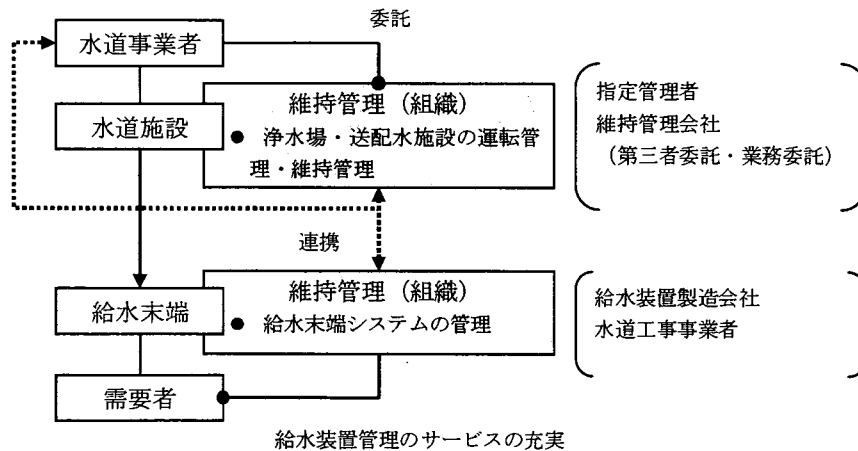 委託
水道事業者
維持管理（組織）
● 浄水場・送配水施設の運転管
理・維持管理
水道施設
指定管理者
維持管理会社
（第三者委託・業務委託）
連携
維持管理（組織）
● 給水末端システムの管理
給水末端
給水装置製造会社
水道工事事業者
需要者
給水装置管理のサービスの充実